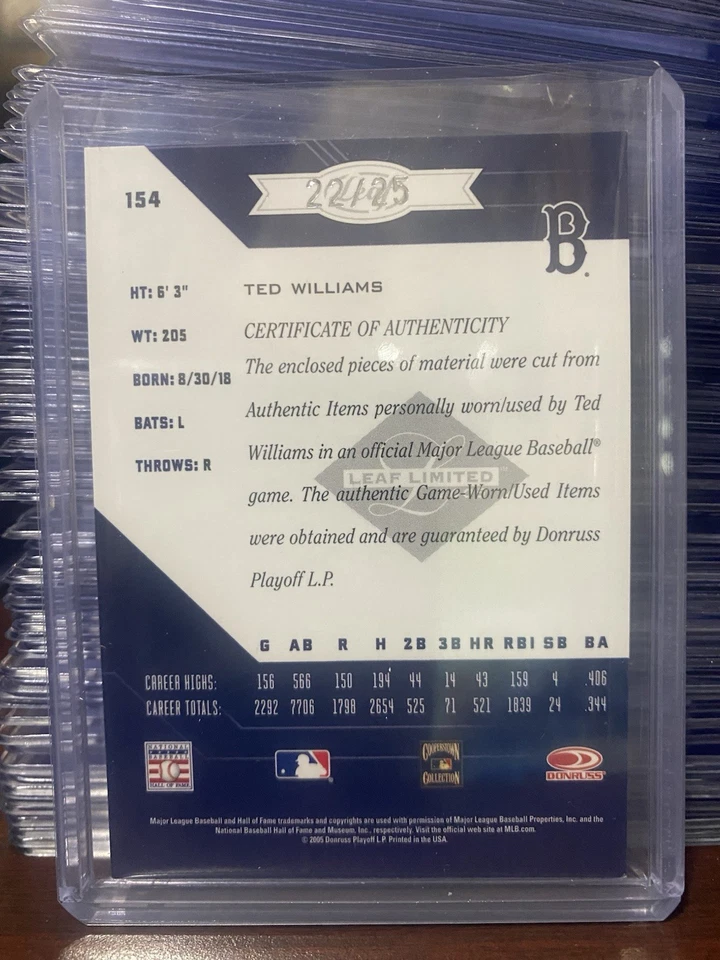 154
22/25
B
HT: 6' 3"
WT: 205
BORN: 8/30/18
BATS: L
THROWS: R
TED WILLIAMS
CERTIFICATE OF AUTHENTICITY
The enclosed pieces of material were cut from
Authentic Items personally worn/used by Ted
Williams in an official Major League Baseball®
game. The authentic Game-Worn/Used Items
were obtained and are guaranteed by Donruss
Playoff L.P.
LEAF LIMITED
G AB R H 2B 3B HR RBI SB BA
CAREER HIGHS: 156 566 150 194 44 14 43 159 4 .406
CAREER TOTALS: 2292 7706 1798 2654 525 71 521 1839 24 .344
NATIONAL
BASEBALL
HALL OF FAME
COOPERSTOWN
COLLECTION
DONRUSS
Major League Baseball and Hall of Fame trademarks and copyrights are used with permission of Major League Baseball Properties, Inc. and the
National Baseball Hall of Fame and Museum, Inc., respectively. Visit the official web site at MLB.com.
© 2005 Donruss Playoff L.P. Printed in the USA.